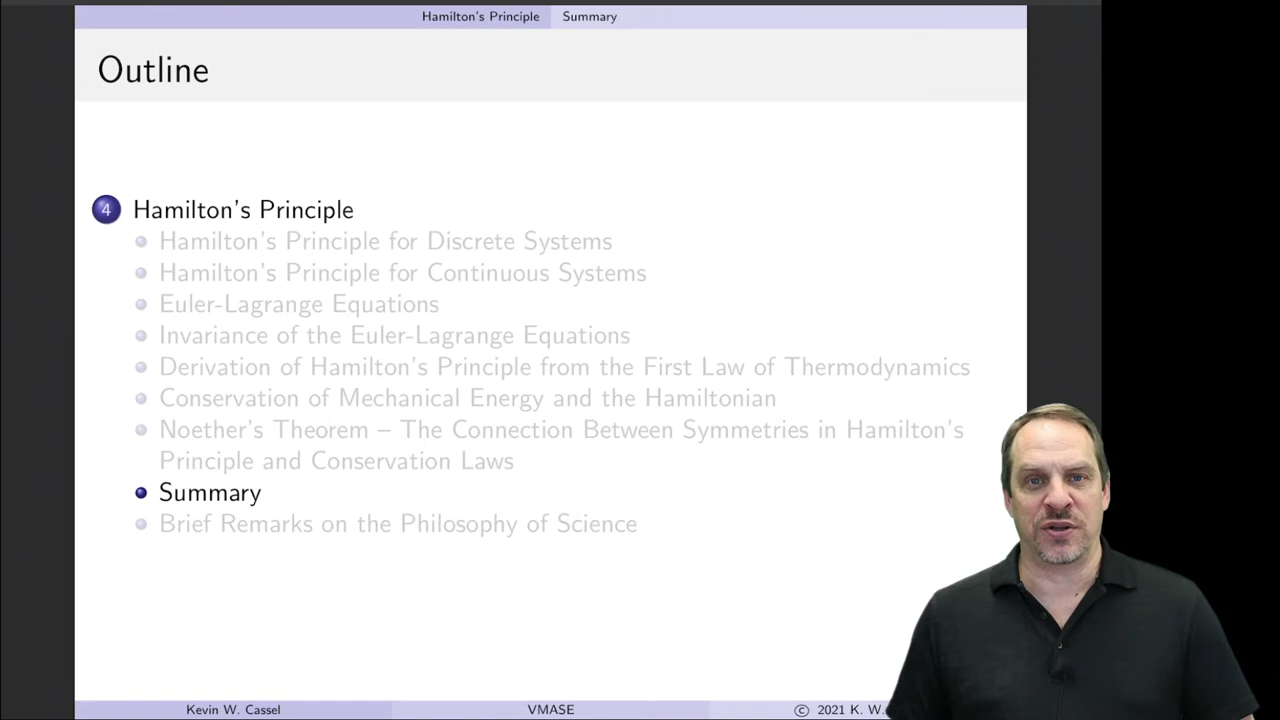 Hamilton's Principle Summary
Outline
4 Hamilton's Principle
Hamilton's Principle for Discrete Systems
Hamilton's Principle for Continuous Systems
Euler-Lagrange Equations
Invariance of the Euler-Lagrange Equations
Derivation of Hamilton's Principle from the First Law of Thermodynamics
Conservation of Mechanical Energy and the Hamiltonian
Noether's Theorem – The Connection Between Symmetries in Hamilton's
Principle and Conservation Laws
Summary
Brief Remarks on the Philosophy of Science
Kevin W. Cassel VMASE © 2021 K. W.